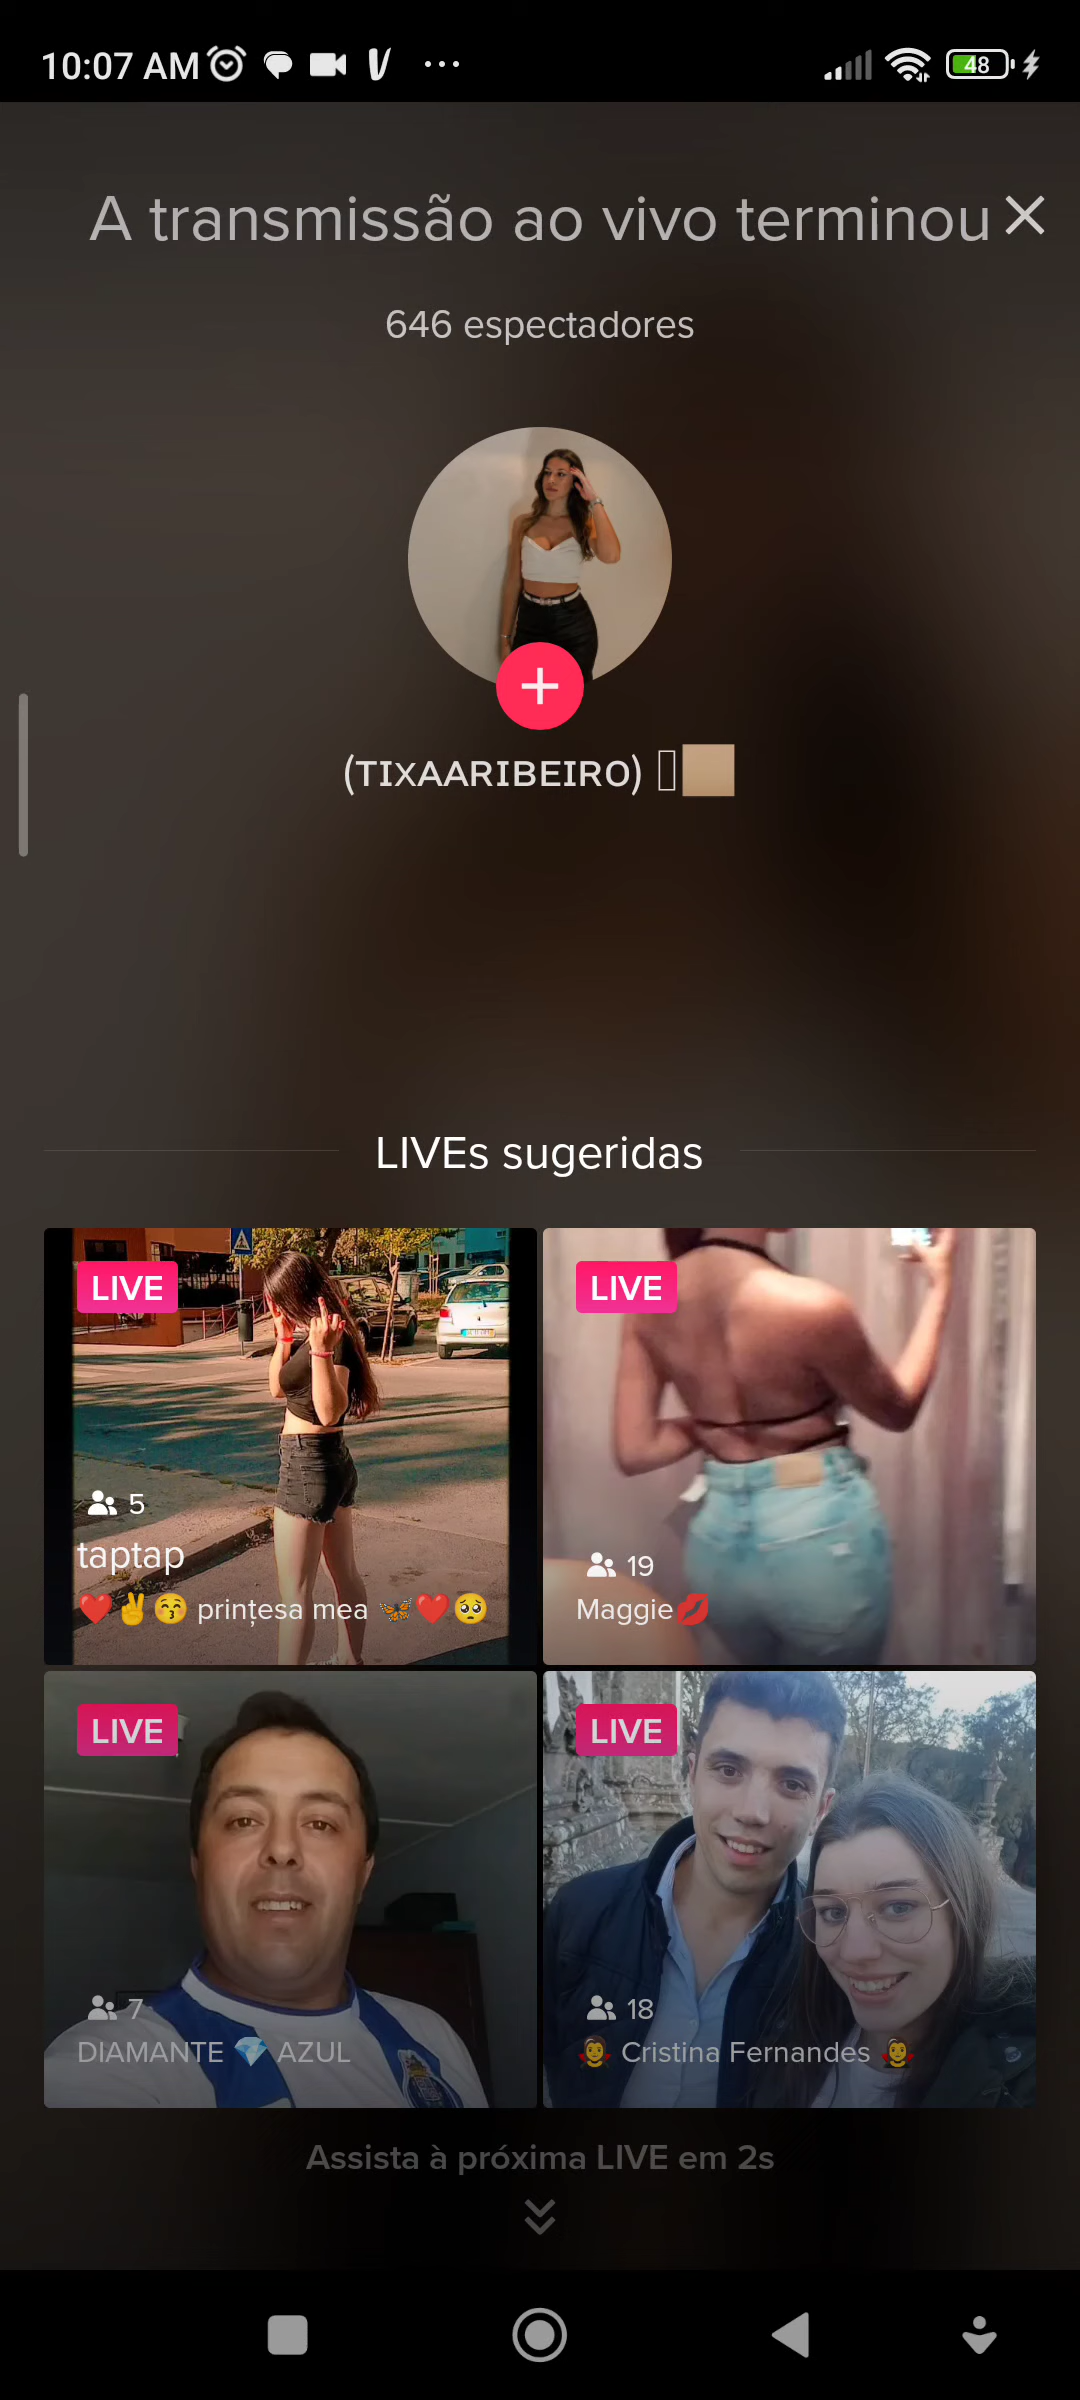 10:07 AM
48
A transmissão ao vivo terminou
646 espectadores
(TIXAARIBEIRO)
LIVEs sugeridas
LIVE
LIVE
5
taptap
❤️✌️😚 prințesa mea 🦋❤️🥺
19
Maggie💋
LIVE
LIVE
7
DIAMANTE 💎 AZUL
18
🧛‍♀️ Cristina Fernandes 🧛‍♀️
Assista à próxima LIVE em 2s